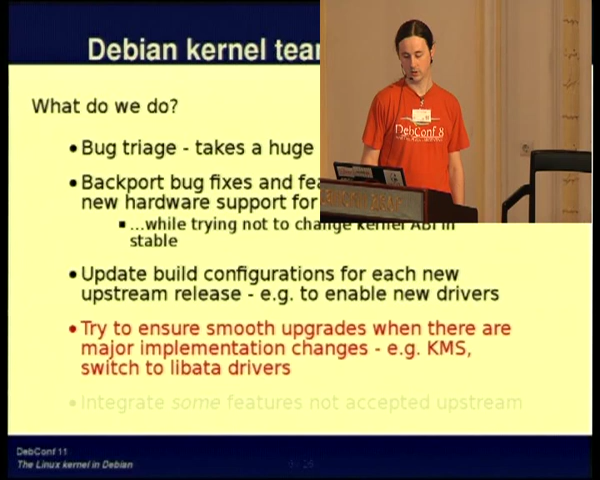 Debian kernel tea
What do we do?
• Bug triage - takes a huge
• Backport bug fixes and fea
new hardware support for
▪ ...while trying not to change kernel ABI in
stable
• Update build configurations for each new
upstream release - e.g. to enable new drivers
• Try to ensure smooth upgrades when there are
major implementation changes - e.g. KMS,
switch to libata drivers
• Integrate some features not accepted upstream
DebConf 11
The Linux kernel in Debian
DebConf 8